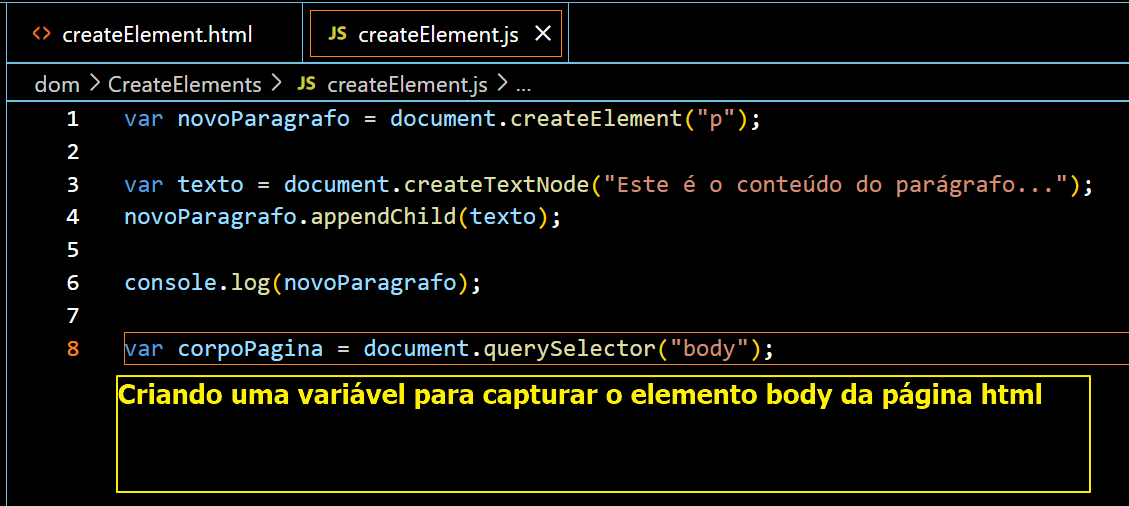 <> createElement.html JS createElement.js ×
dom > CreateElements > JS createElement.js > ...
1 var novoParagrafo = document.createElement("p");
2
3 var texto = document.createTextNode("Este é o conteúdo do parágrafo...");
4 novoParagrafo.appendChild(texto);
5
6 console.log(novoParagrafo);
7
8 var corpoPagina = document.querySelector("body");
Criando uma variável para capturar o elemento body da página html